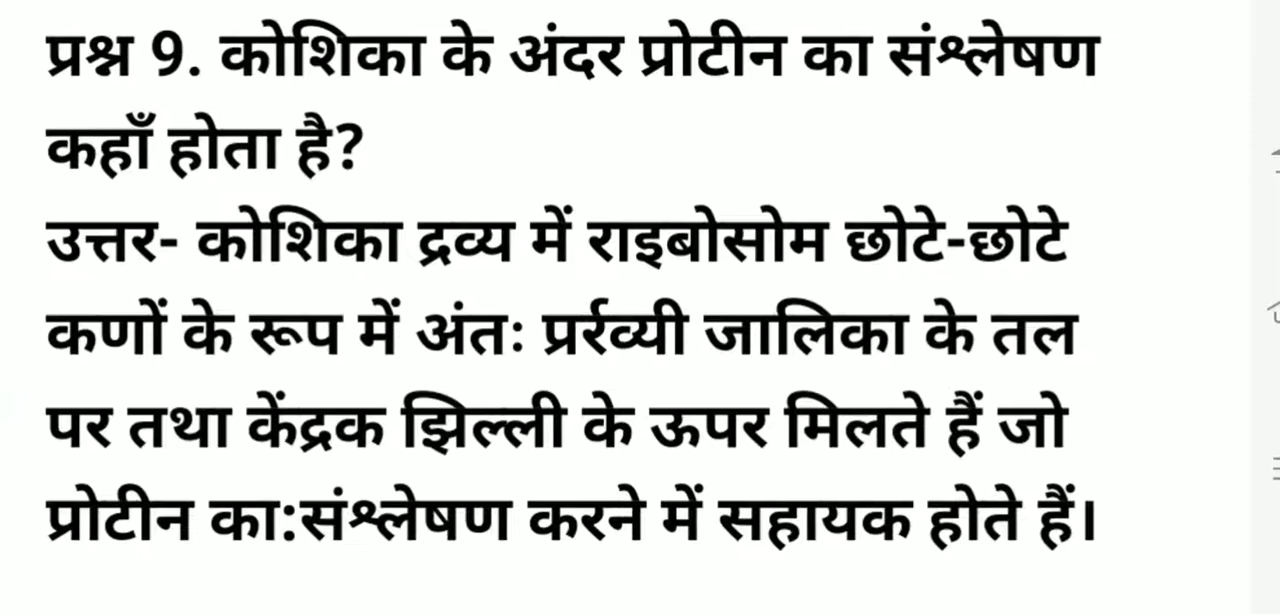 प्रश्न 9. कोशिका के अंदर प्रोटीन का संश्लेषण
कहाँ होता है?
उत्तर- कोशिका द्रव्य में राइबोसोम छोटे-छोटे
कणों के रूप में अंतः प्रर्रव्यी जालिका के तल
पर तथा केंद्रक झिल्ली के ऊपर मिलते हैं जो
प्रोटीन का:संश्लेषण करने में सहायक होते हैं।